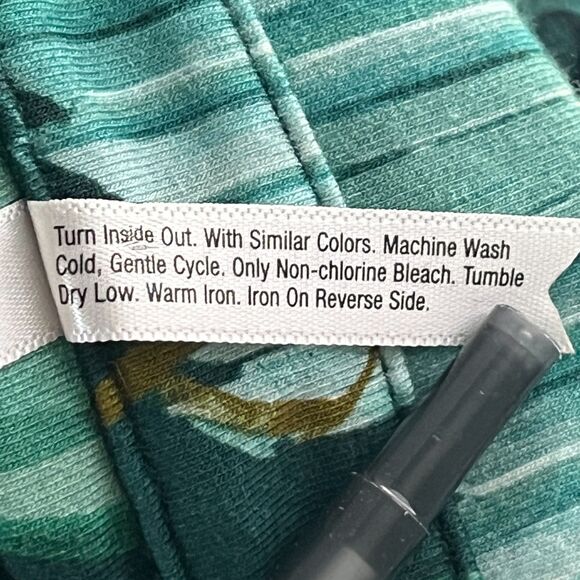 Turn Inside Out. With Similar Colors. Machine Wash
Cold, Gentle Cycle. Only Non-chlorine Bleach. Tumble
Dry Low. Warm Iron. Iron On Reverse Side.